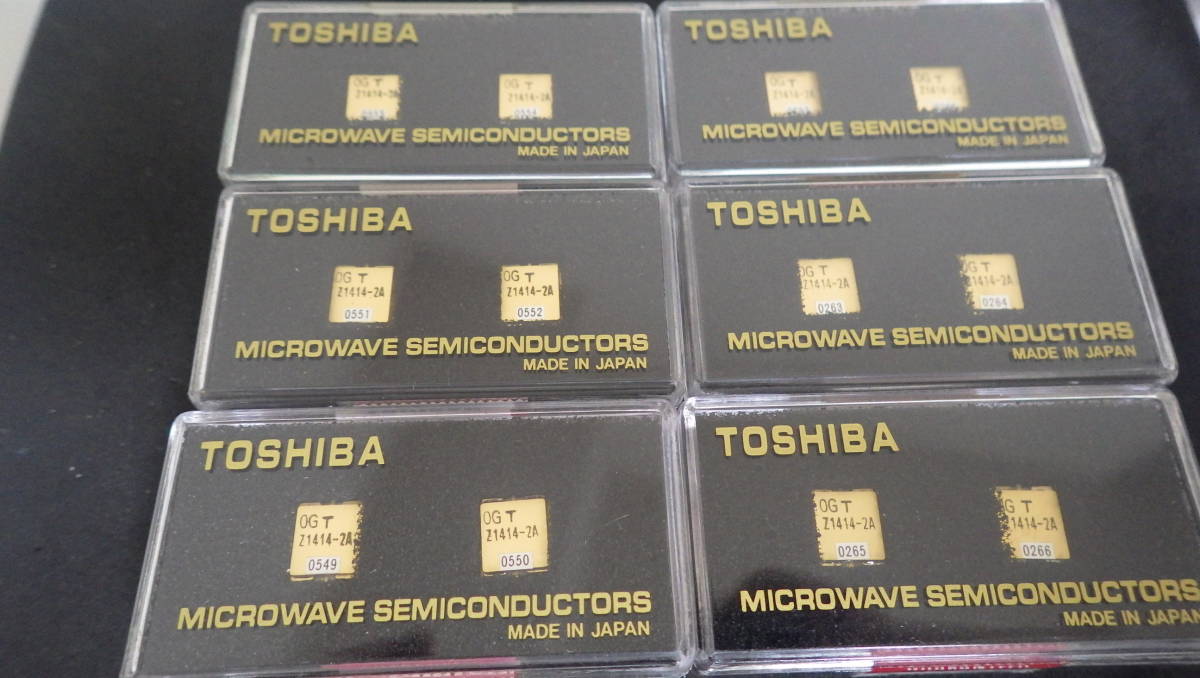 TOSHIBA
OG T OG T
Z1414-2A Z1414-2A
MICROWAVE SEMICONDUCTORS
MADE IN JAPAN
TOSHIBA
OG T OG T
Z1414-2A
MICROWAVE SEMICONDUCTORS
MADE IN JAPAN
TOSHIBA
OG T OG T
Z1414-2A Z1414-2A
0551 0552
MICROWAVE SEMICONDUCTORS
MADE IN JAPAN
TOSHIBA
OG T OG T
Z1414-2A Z1414-2A
0263 0264
MICROWAVE SEMICONDUCTORS
MADE IN JAPAN
TOSHIBA
OG T OG T
Z1414-2A Z1414-2A
0549 0550
MICROWAVE SEMICONDUCTORS
MADE IN JAPAN
TOSHIBA
OG T G T
Z1414-2A 1414-2A
0265 0266
MICROWAVE SEMICONDUCTORS
MADE IN JAPAN